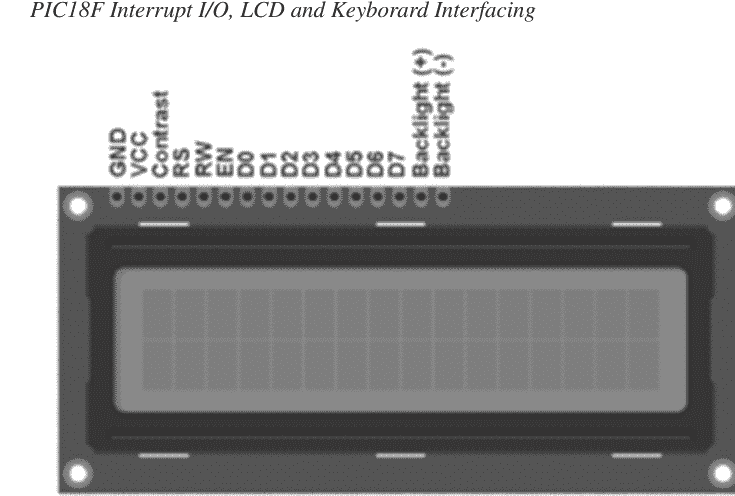 PIC18F Interrupt I/O, LCD and Keyborard Interfacing
GND
VCC
Contrast
RS
RW
EN
D0
D1
D2
D3
D4
D5
D6
D7
Backlight (+)
Backlight (-)